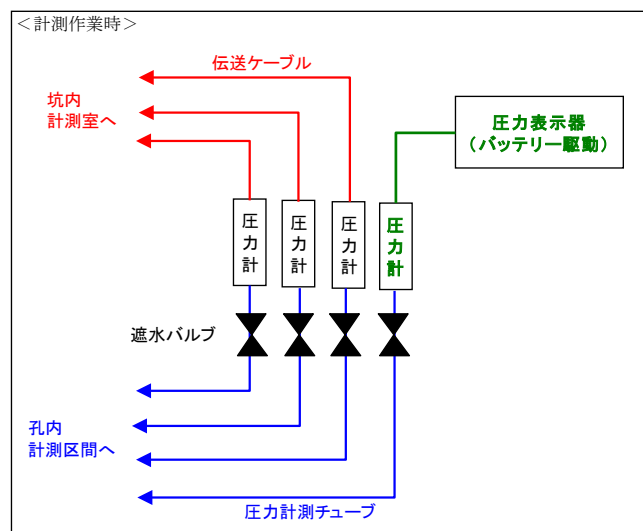 ＜計測作業時＞
伝送ケーブル
坑内
計測室へ
圧力表示器
（バッテリー駆動）
圧力計
圧力計
圧力計
圧力計
遮水バルブ
孔内
計測区間へ
圧力計測チューブ